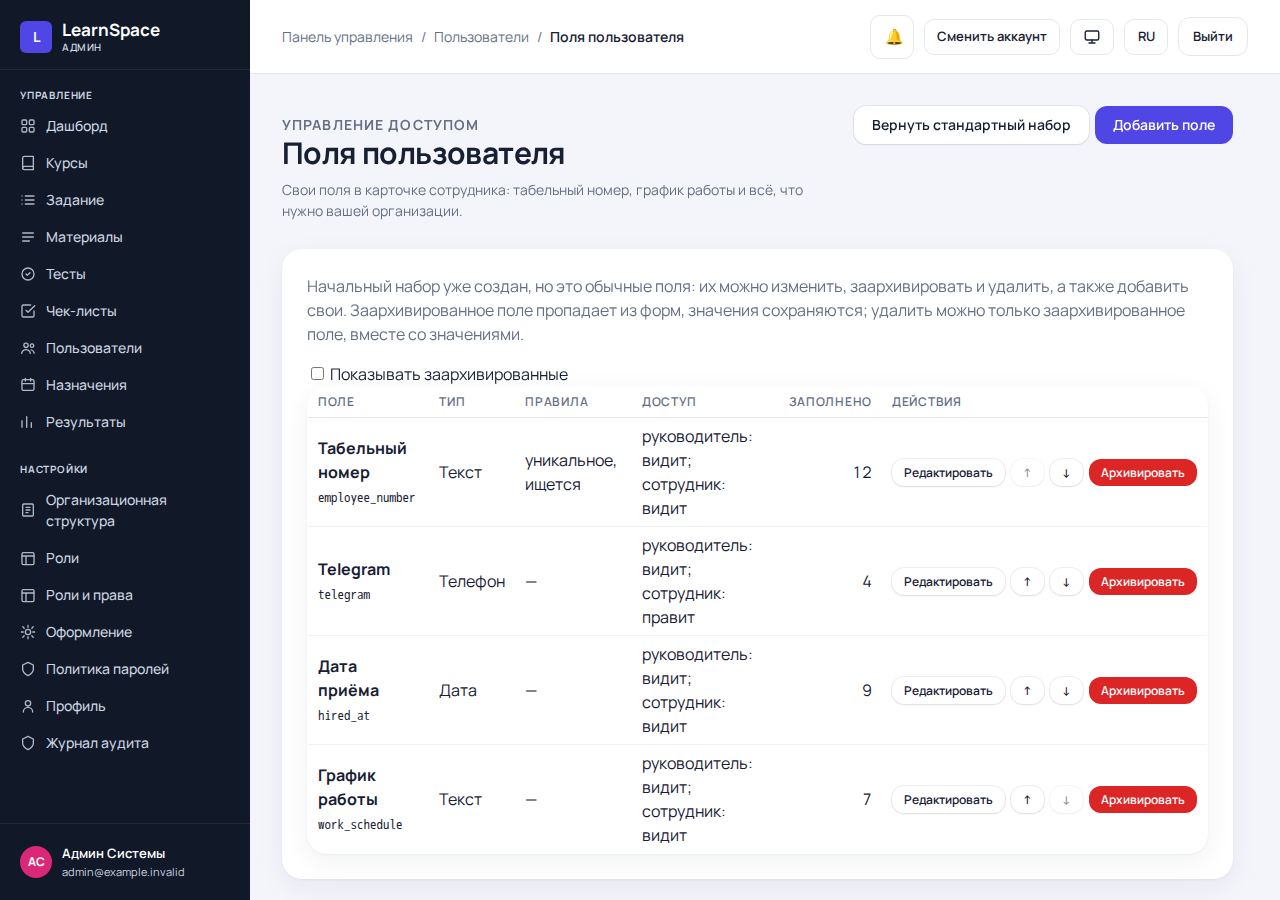 L
LearnSpace
АДМИН
УПРАВЛЕНИЕ
Дашборд
Курсы
Задание
Материалы
Тесты
Чек-листы
Пользователи
Назначения
Результаты
НАСТРОЙКИ
Организационная
структура
Роли
Роли и права
Оформление
Политика паролей
Профиль
Журнал аудита
АС
Админ Системы
admin@example.invalid
Панель управления / Пользователи / Поля пользователя
Сменить аккаунт
RU
Выйти
УПРАВЛЕНИЕ ДОСТУПОМ
Поля пользователя
Свои поля в карточке сотрудника: табельный номер, график работы и всё, что
нужно вашей организации.
Вернуть стандартный набор
Добавить поле
Начальный набор уже создан, но это обычные поля: их можно изменить, заархивировать и удалить, а также добавить
свои. Заархивированное поле пропадает из форм, значения сохраняются; удалить можно только заархивированное
поле, вместе со значениями.
Показывать заархивированные
ПОЛЕ ТИП ПРАВИЛА ДОСТУП ЗАПОЛНЕНО ДЕЙСТВИЯ
Табельный
номер
employee_number
Текст
уникальное,
ищется
руководитель:
видит;
сотрудник:
видит
12
Редактировать ↑ ↓ Архивировать
Telegram
telegram
Телефон
—
руководитель:
видит;
сотрудник:
правит
4
Редактировать ↑ ↓ Архивировать
Дата
приёма
hired_at
Дата
—
руководитель:
видит;
сотрудник:
видит
9
Редактировать ↑ ↓ Архивировать
График
работы
work_schedule
Текст
—
руководитель:
видит;
сотрудник:
видит
7
Редактировать ↑ ↓ Архивировать